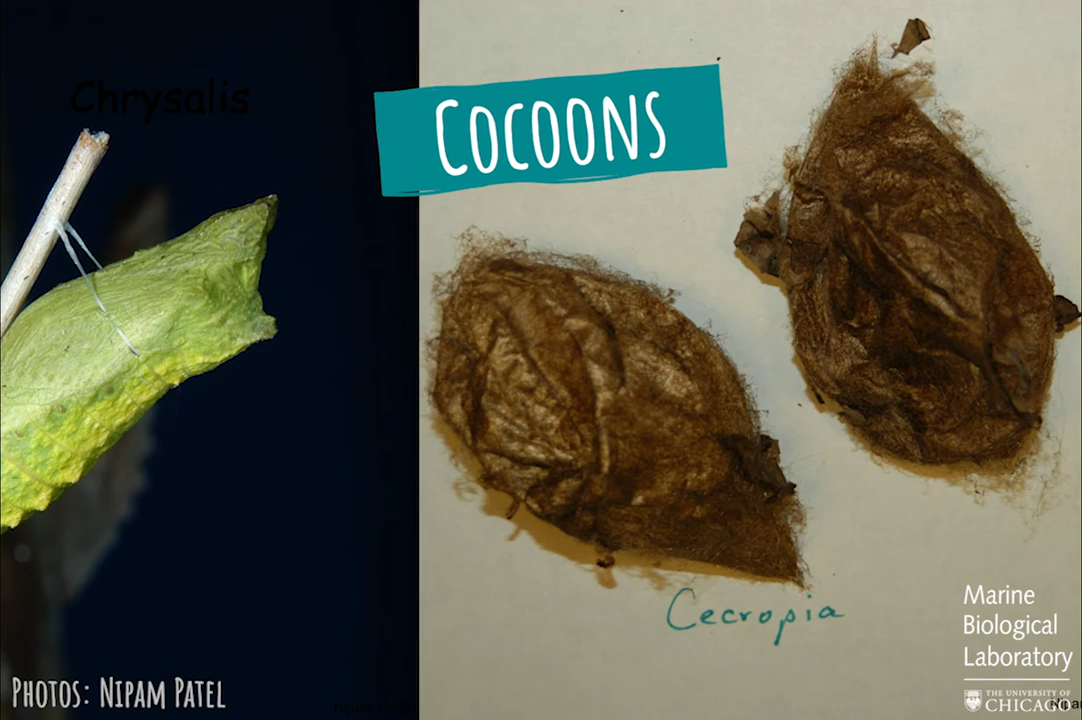 Chrysalis
COCOONS
Cecropia
Marine
Biological
Laboratory
THE UNIVERSITY OF
CHICAGO
PHOTOS: NIPAM PATEL